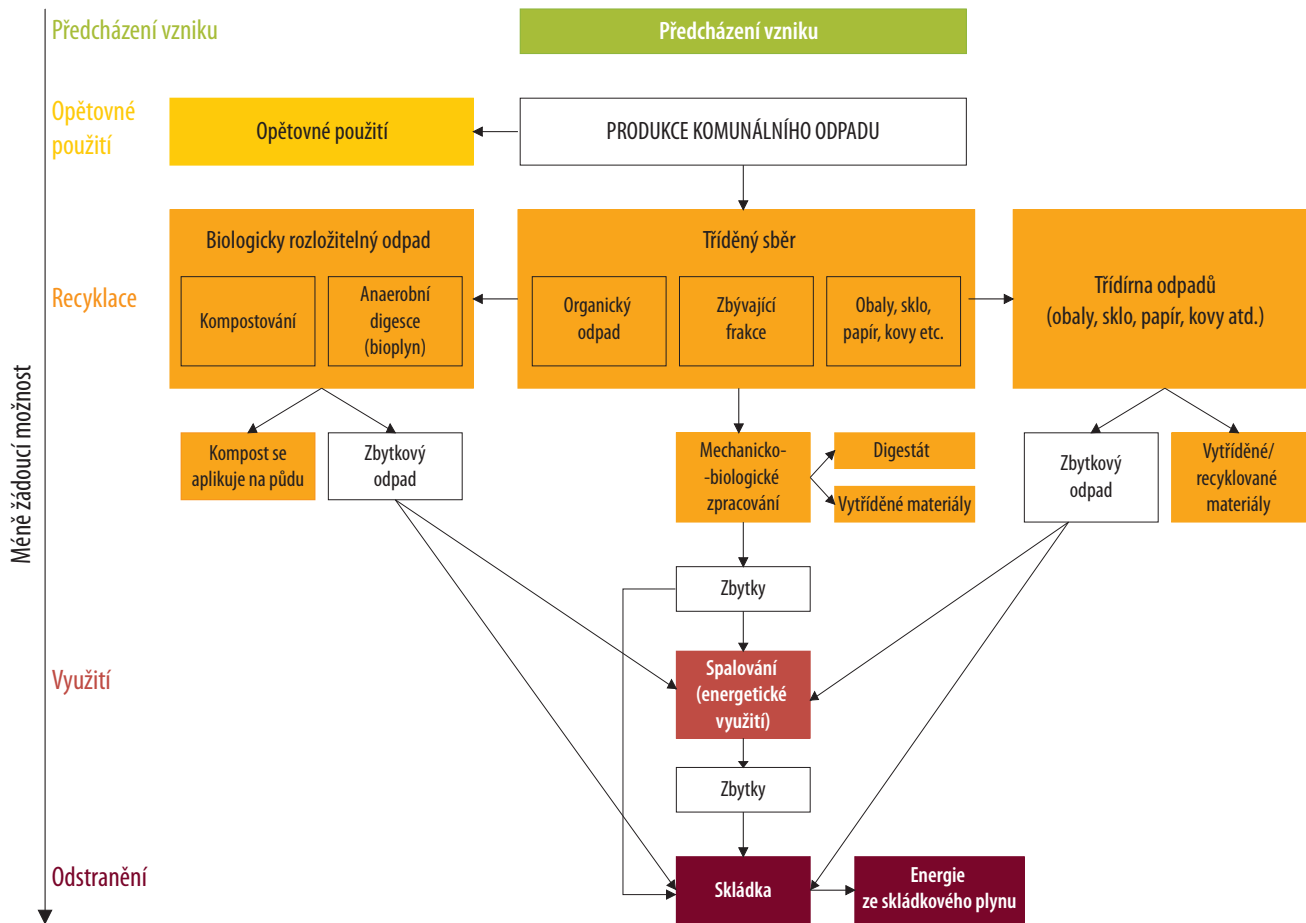 Předcházení vzniku
Předcházení vzniku
Opětovné
použití
Opětovné použití
PRODUKCE KOMUNÁLNÍHO ODPADU
Biologicky rozložitelný odpad
Kompostování
Anaerobní
digesce
(bioplyn)
Tříděný sběr
Organický
odpad
Zbývající
frakce
Obaly, sklo,
papír, kovy etc.
Třídírna odpadů
(obaly, sklo, papír, kovy atd.)
Recyklace
Méně žádoucí možnost
Kompost se
aplikuje na půdu
Zbytkový
odpad
Mechanicko-
-biologické
zpracování
Digestát
Vytříděné materiály
Zbytkový
odpad
Vytříděné/
recyklované
materiály
Zbytky
Využití
Spalování
(energetické
využití)
Zbytky
Odstranění
Skládka
Energie
ze skládkového plynu